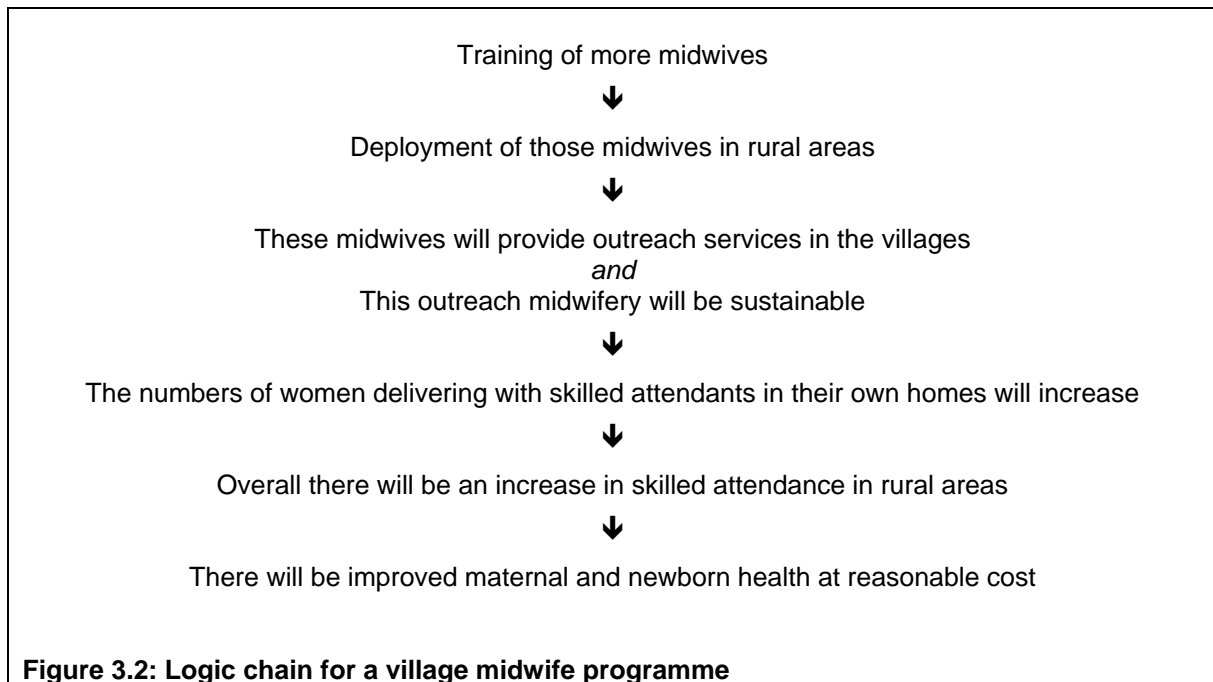 Training of more midwives
Deployment of those midwives in rural areas
These midwives will provide outreach services in the villages
and
This outreach midwifery will be sustainable
The numbers of women delivering with skilled attendants in their own homes will increase
Overall there will be an increase in skilled attendance in rural areas
There will be improved maternal and newborn health at reasonable cost
Figure 3.2: Logic chain for a village midwife programme